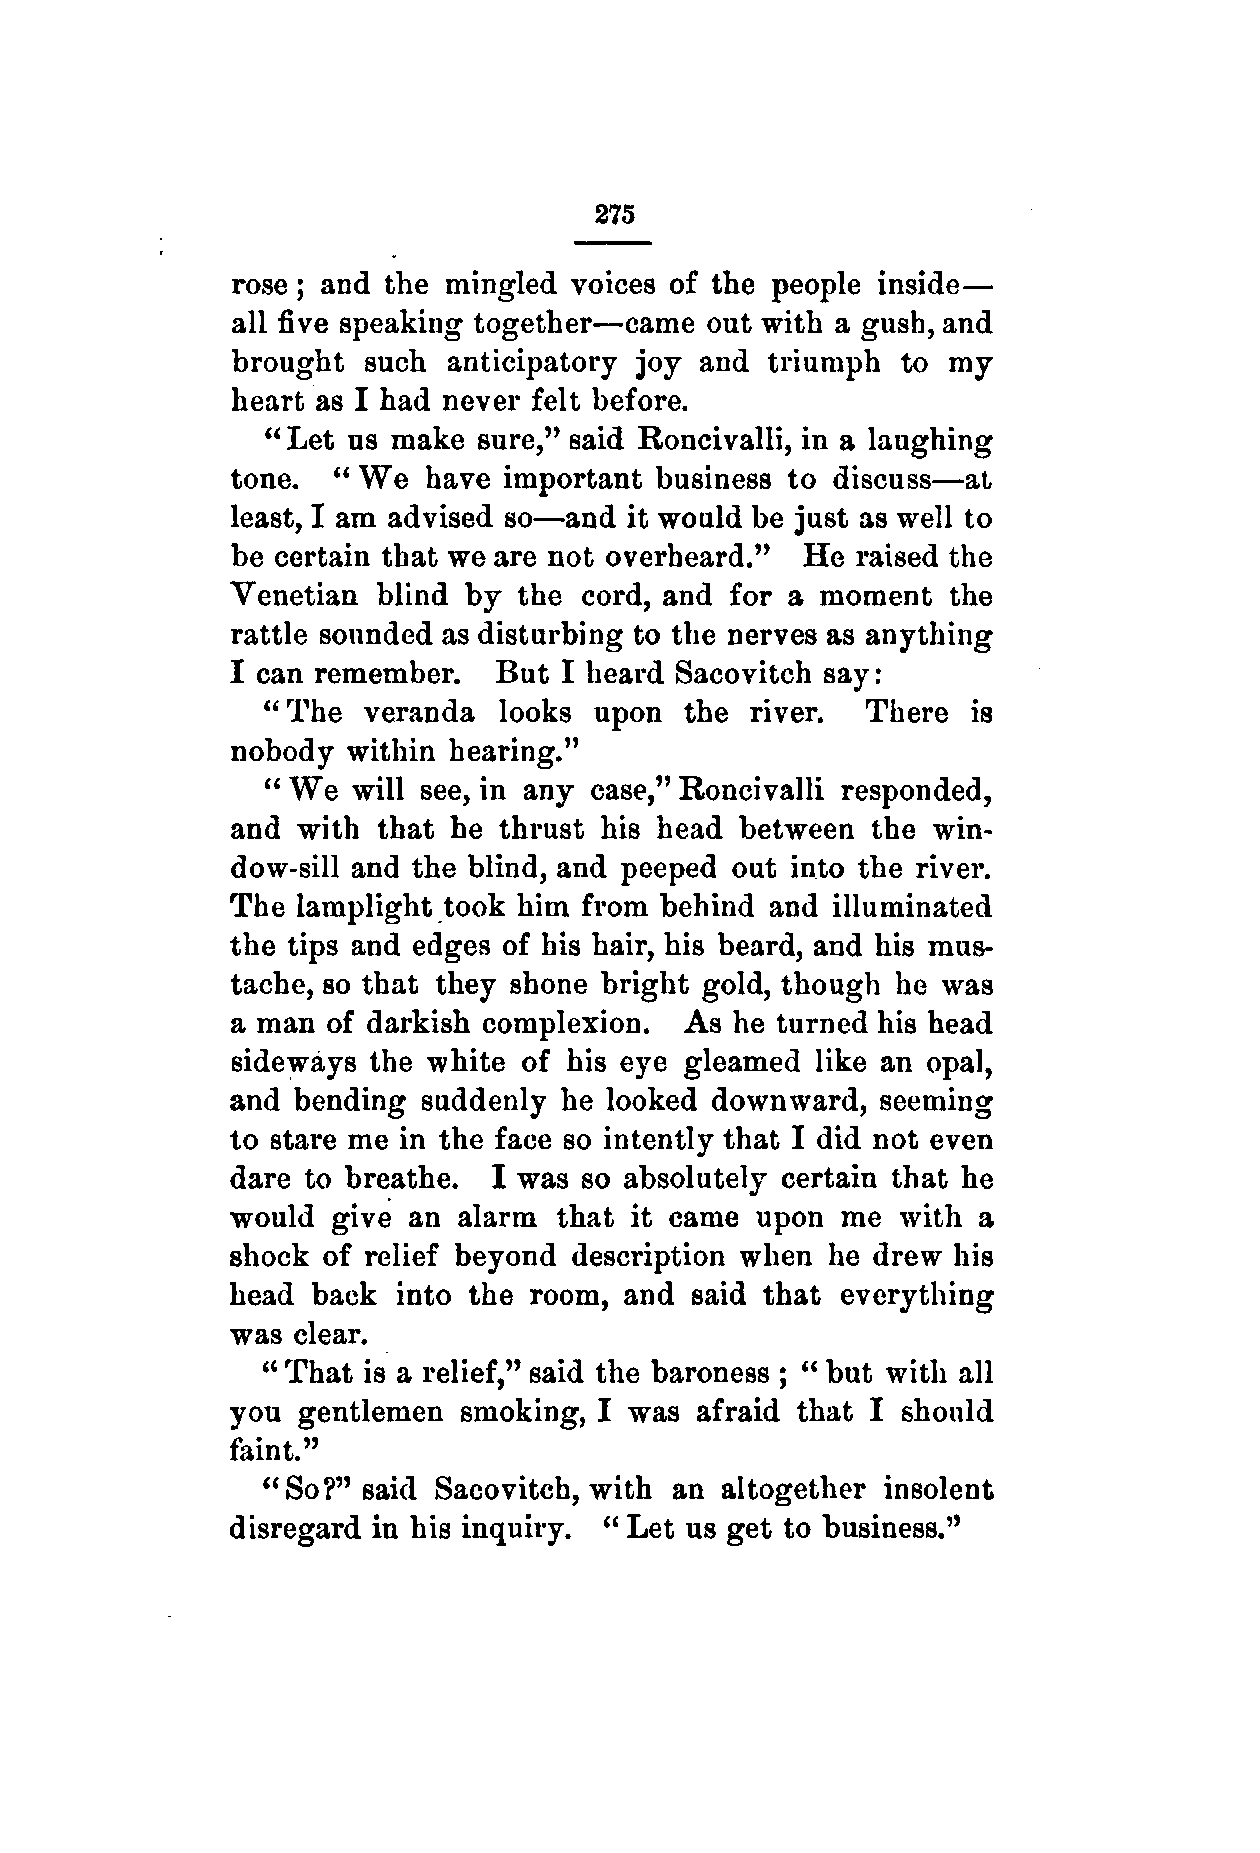 275
rose ; and the mingled voices of the people inside—
all five speaking together—came out with a gush, and
brought such anticipatory joy and triumph to my
heart as I had never felt before.
“Let us make sure,” said Roncivalli, in a laughing
tone. “We have important business to discuss—at
least, I am advised so—and it would be just as well to
be certain that we are not overheard.” He raised the
Venetian blind by the cord, and for a moment the
rattle sounded as disturbing to the nerves as anything
I can remember. But I heard Sacovitch say:
“The veranda looks upon the river. There is
nobody within hearing.”
“We will see, in any case,” Roncivalli responded,
and with that he thrust his head between the win-
dow-sill and the blind, and peeped out into the river.
The lamplight took him from behind and illuminated
the tips and edges of his hair, his beard, and his mus-
tache, so that they shone bright gold, though he was
a man of darkish complexion. As he turned his head
sideways the white of his eye gleamed like an opal,
and bending suddenly he looked downward, seeming
to stare me in the face so intently that I did not even
dare to breathe. I was so absolutely certain that he
would give an alarm that it came upon me with a
shock of relief beyond description when he drew his
head back into the room, and said that everything
was clear.
“That is a relief,” said the baroness ; “but with all
you gentlemen smoking, I was afraid that I should
faint.”
“So?” said Sacovitch, with an altogether insolent
disregard in his inquiry. “Let us get to business.”